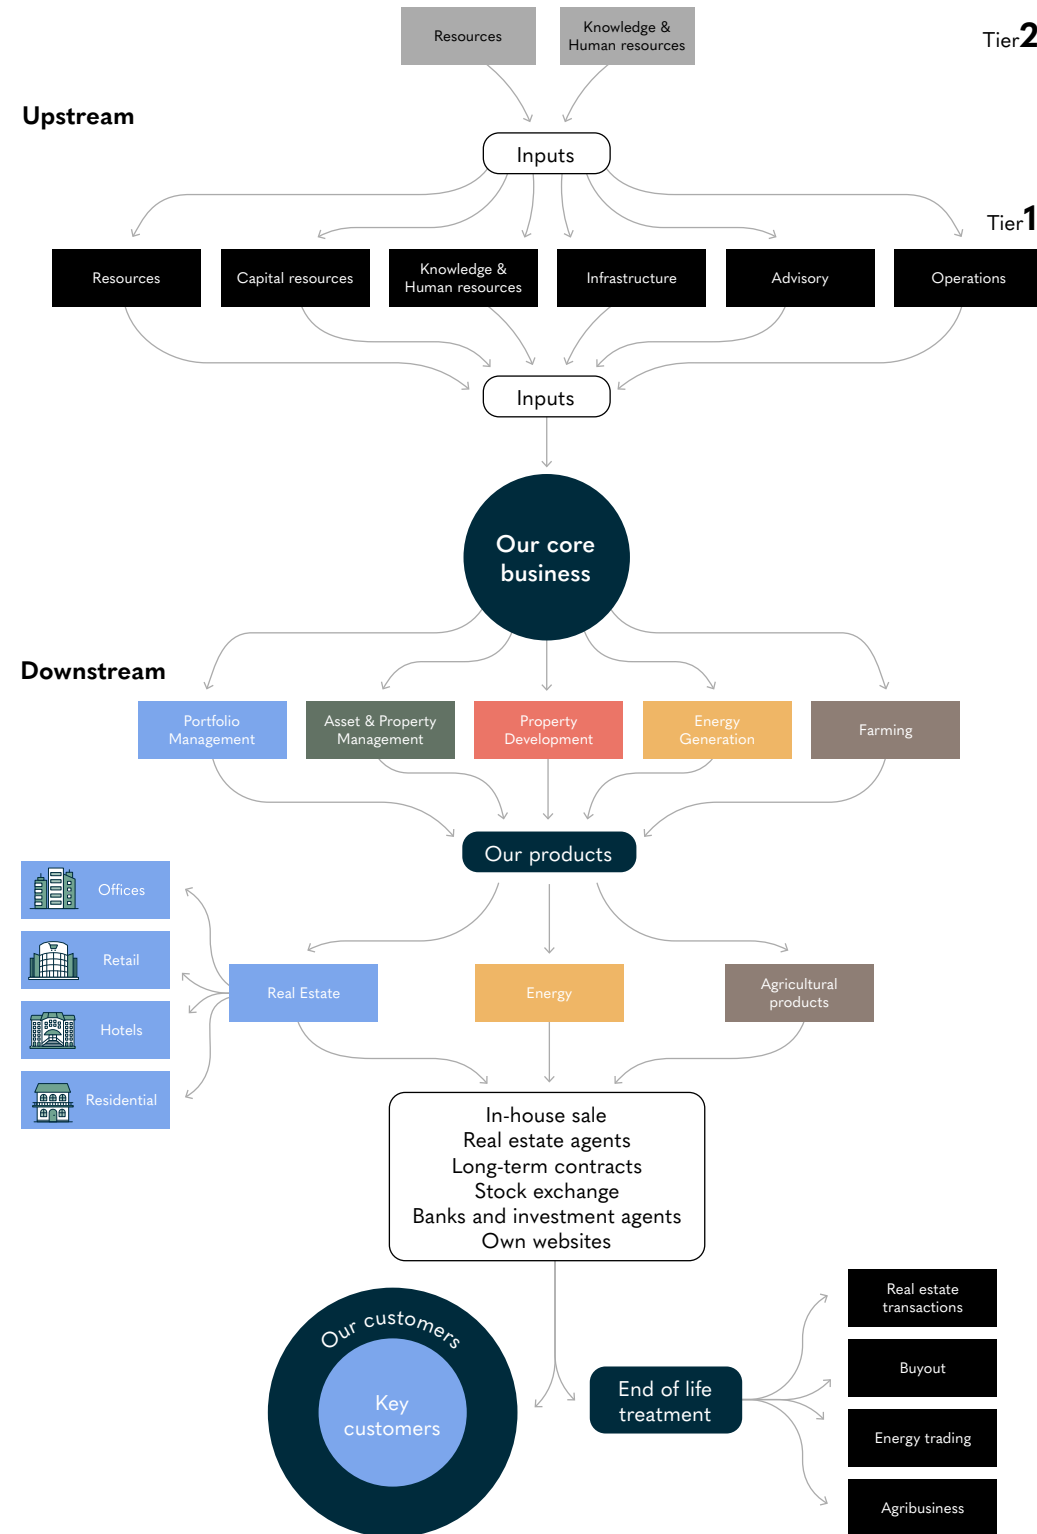 Resources
Knowledge &
Human resources
Tier2
Upstream
Inputs
Tier1
Resources
Capital resources
Knowledge &
Human resources
Infrastructure
Advisory
Operations
Inputs
Our core
business
Downstream
Portfolio
Management
Asset & Property
Management
Property
Development
Energy
Generation
Farming
Our products
Offices
Retail
Hotels
Residential
Real Estate
Energy
Agricultural
products
In-house sale
Real estate agents
Long-term contracts
Stock exchange
Banks and investment agents
Own websites
Our customers
Key
customers
End of life
treatment
Real estate
transactions
Buyout
Energy trading
Agribusiness